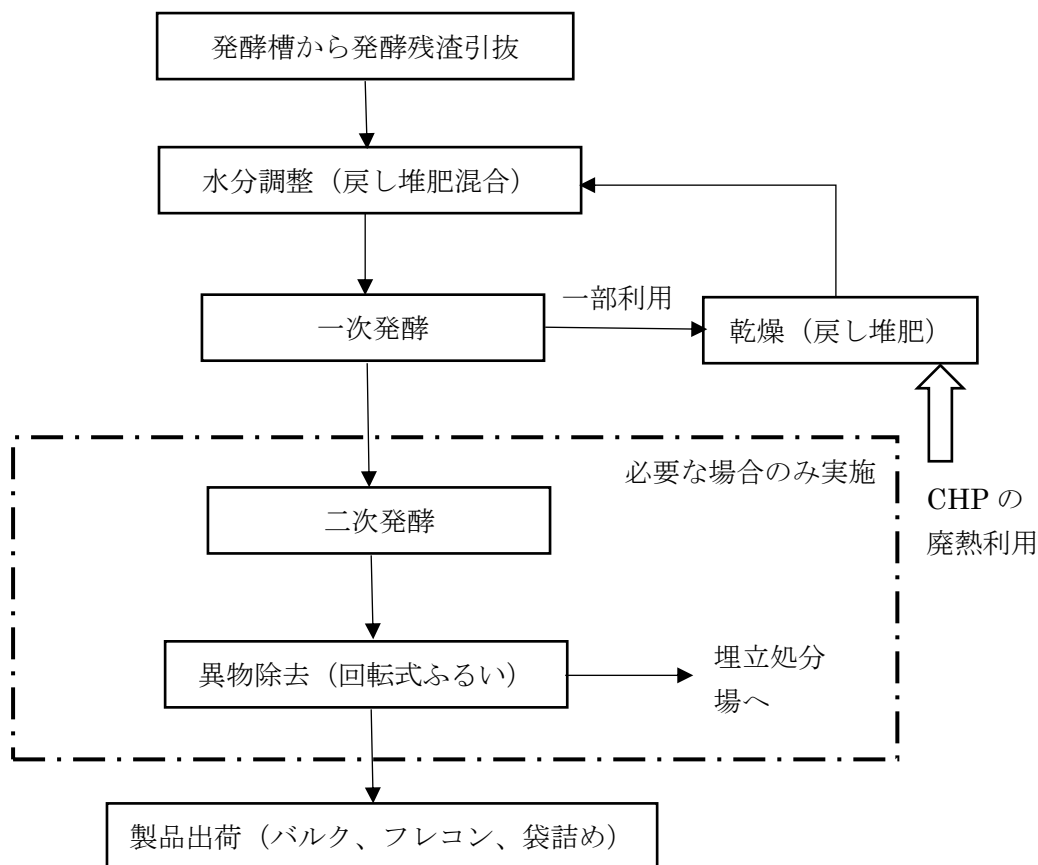 発酵槽から発酵残渣引抜
水分調整（戻し堆肥混合）
一次発酵
一部利用
乾燥（戻し堆肥）
必要な場合のみ実施
CHP の
廃熱利用
二次発酵
異物除去（回転式ふるい）
埋立処分
場へ
製品出荷（バルク、フレコン、袋詰め）